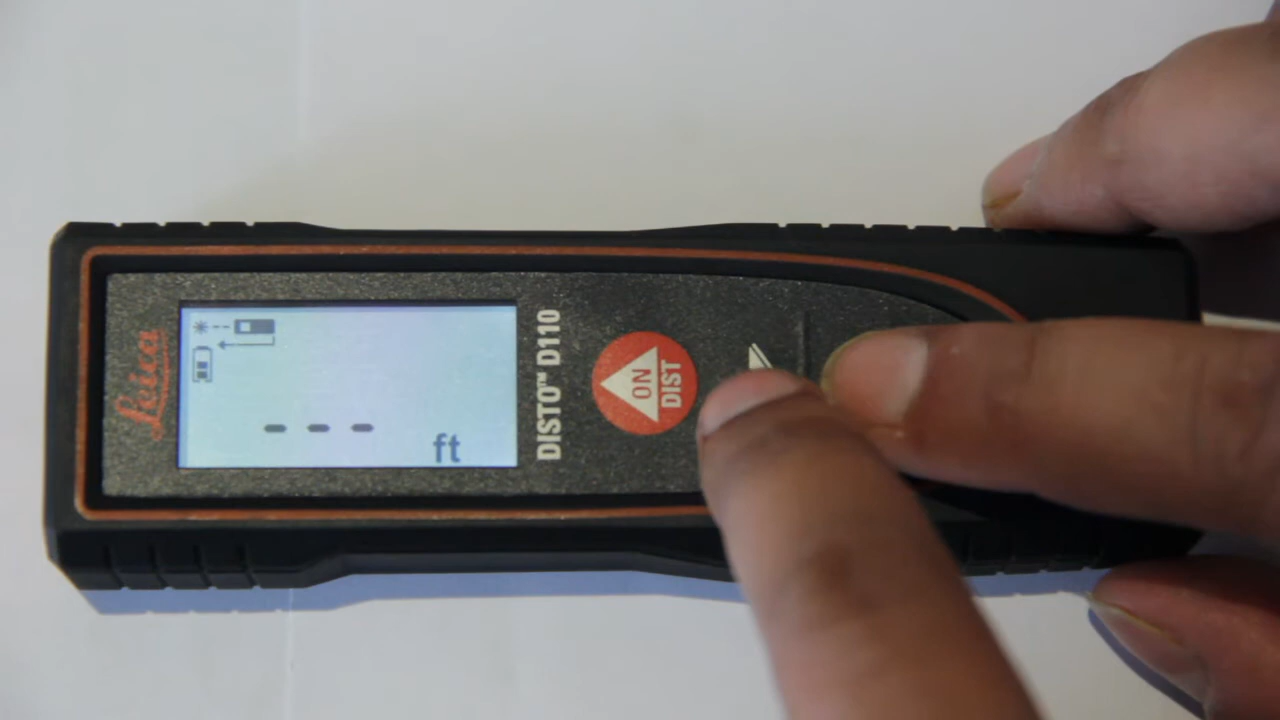 Leica
- - -
ft
DISTO™ D110
ON
DIST